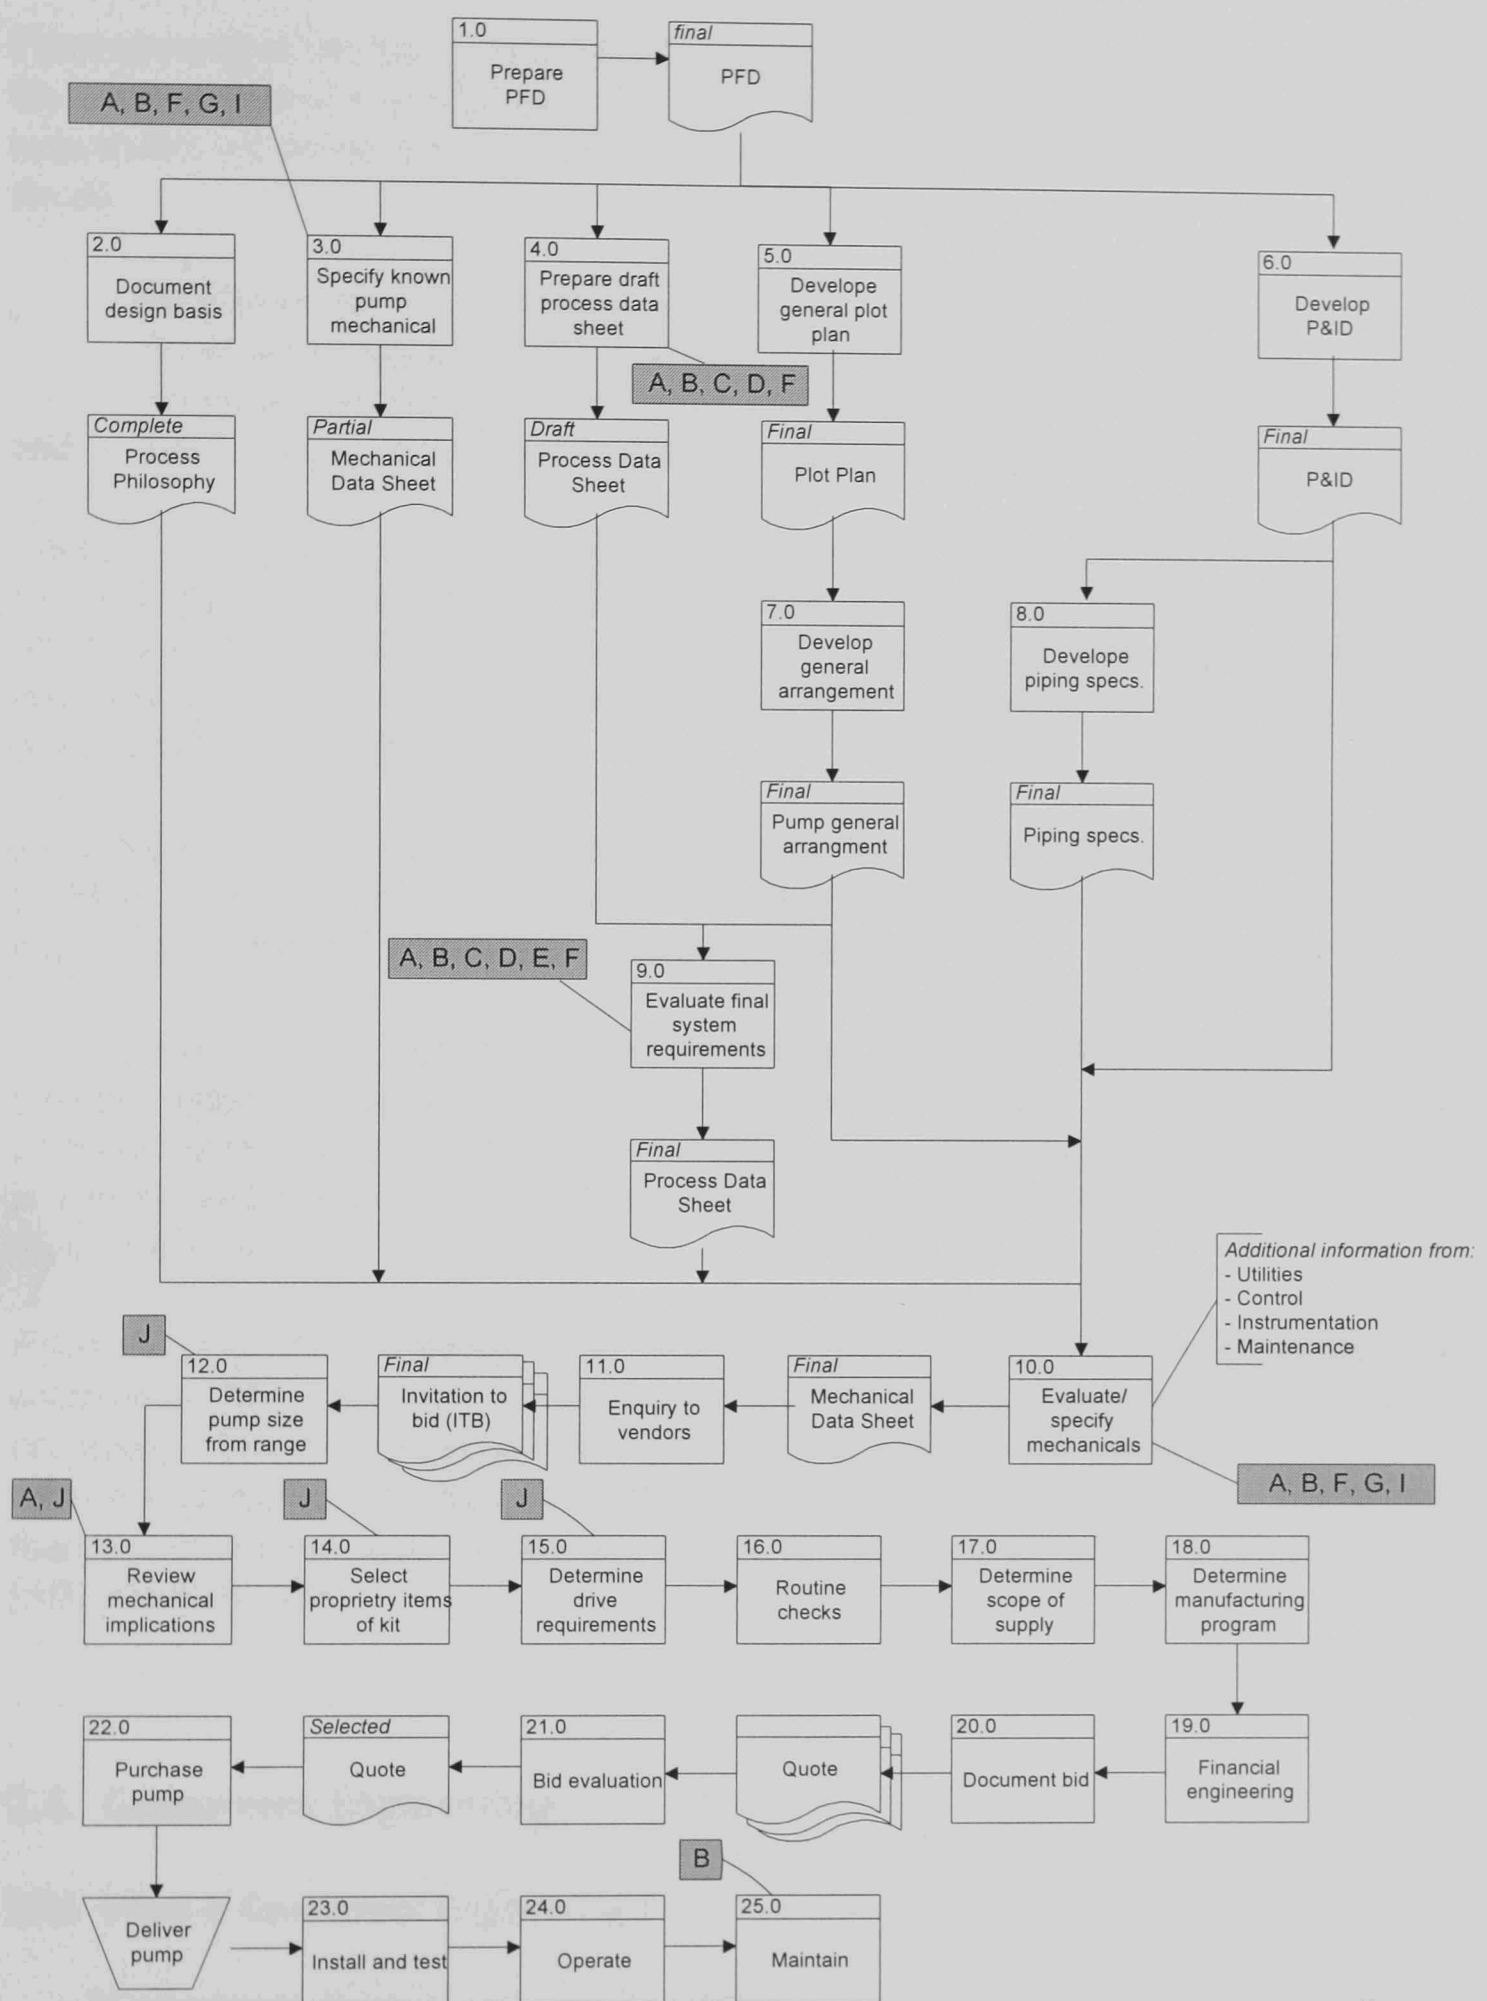 1.0
Prepare
PFD
final
PFD
A, B, F, G, I
2.0
Document
design basis
3.0
Specify known
pump
mechanical
4.0
Prepare draft
process data
sheet
5.0
Develope
general plot
plan
6.0
Develop
P&ID
A, B, C, D, F
Complete
Process
Philosophy
Partial
Mechanical
Data Sheet
Draft
Process Data
Sheet
Final
Plot Plan
Final
P&ID
7.0
Develop
general
arrangement
8.0
Develope
piping specs.
Final
Pump general
arrangment
Final
Piping specs.
A, B, C, D, E, F
9.0
Evaluate final
system
requirements
Final
Process Data
Sheet
Additional information from:
- Utilities
- Control
- Instrumentation
- Maintenance
J
12.0
Determine
pump size
from range
Final
Invitation to
bid (ITB)
11.0
Enquiry to
vendors
Final
Mechanical
Data Sheet
10.0
Evaluate/
specify
mechanicals
A, J
J
J
A, B, F, G, I
13.0
Review
mechanical
implications
14.0
Select
proprietry items
of kit
15.0
Determine
drive
requirements
16.0
Routine
checks
17.0
Determine
scope of
supply
18.0
Determine
manufacturing
program
22.0
Purchase
pump
Selected
Quote
21.0
Bid evaluation
Quote
20.0
Document bid
19.0
Financial
engineering
B
Deliver
pump
23.0
Install and test
24.0
Operate
25.0
Maintain